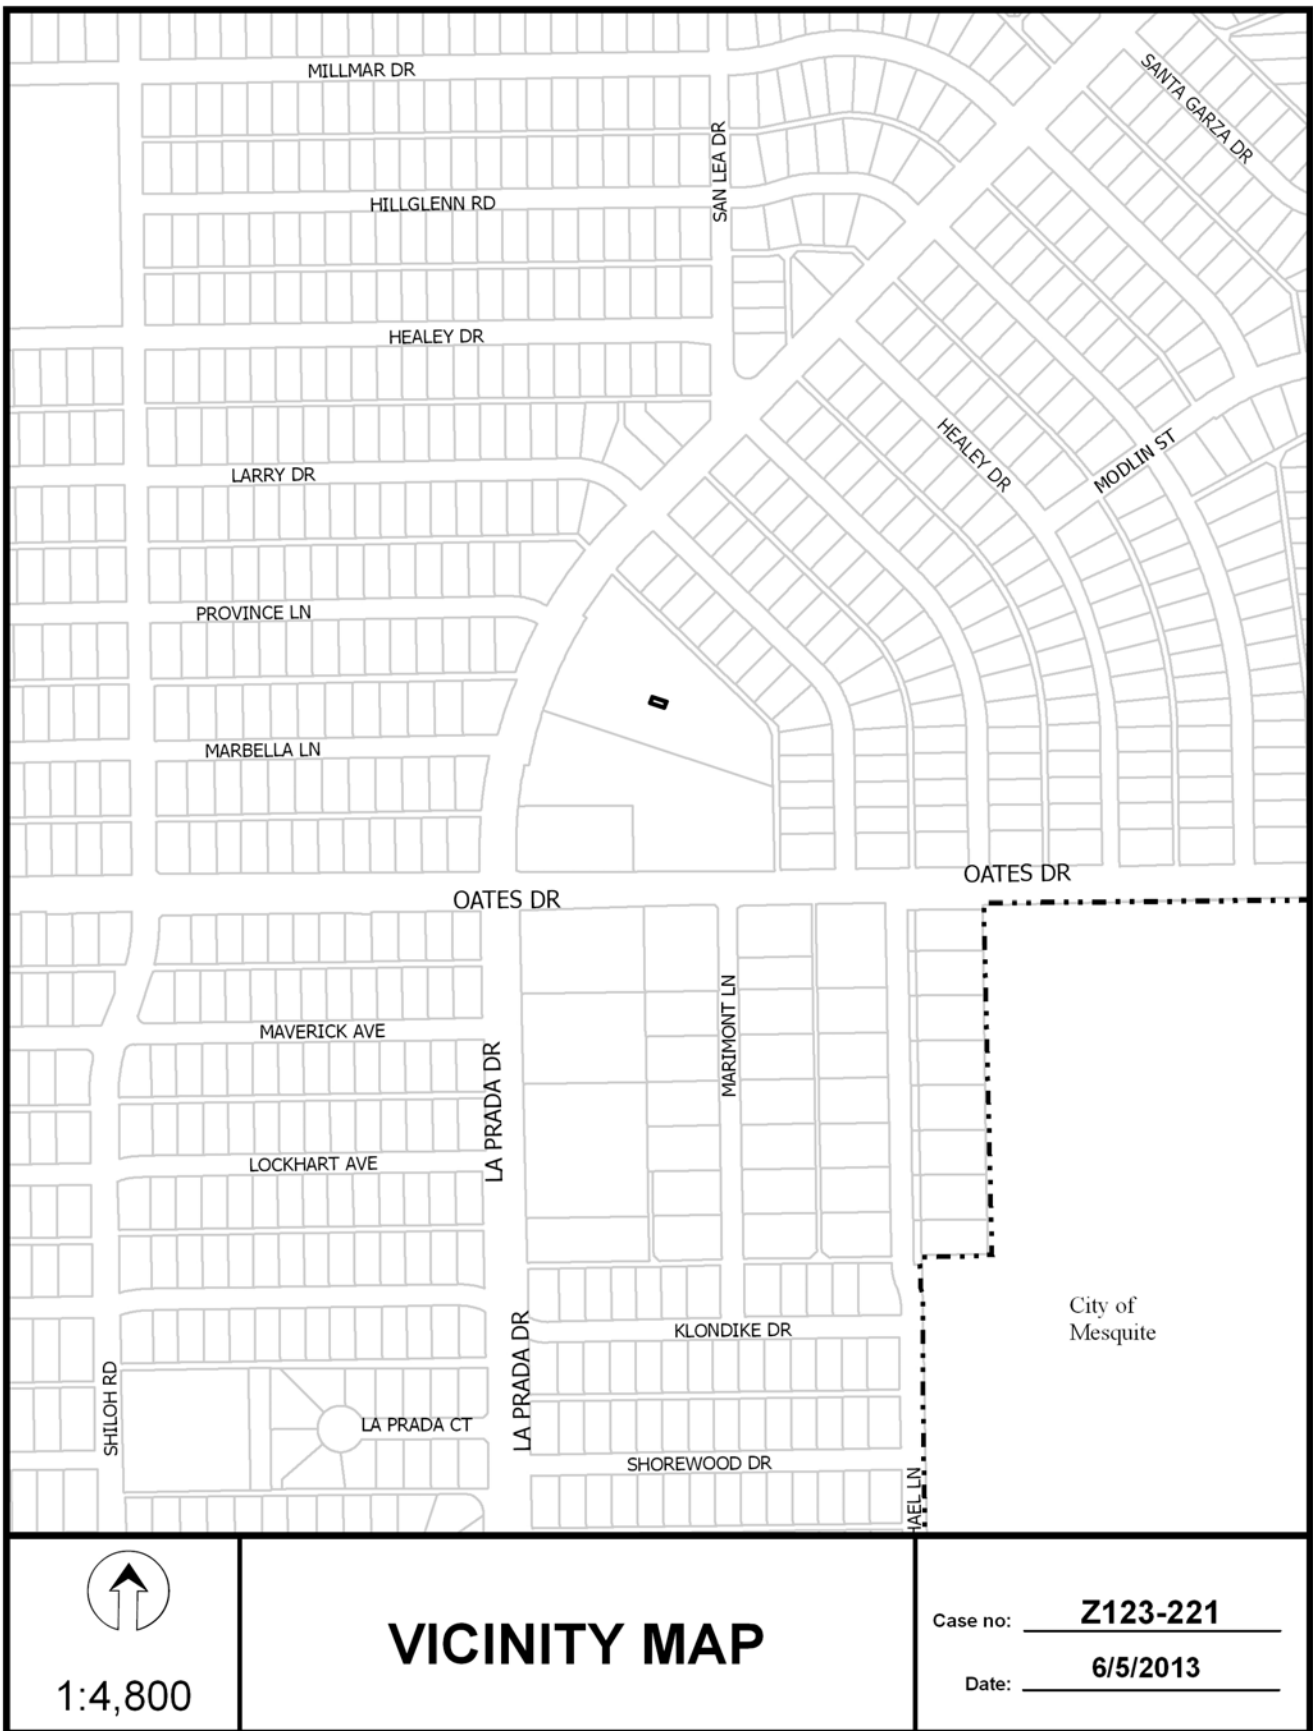 MILLMAR DR
SANTA GARZA DR
SAN LEA DR
HILLGLENN RD
HEALEY DR
HEALEY DR
MODLIN ST
LARRY DR
PROVINCE LN
MARBELLA LN
OATES DR
OATES DR
MARIMONT LN
MAVERICK AVE
LA PRADA DR
LOCKHART AVE
City of
Mesquite
KLONDIKE DR
LA PRADA DR
SHILOH RD
LA PRADA CT
SHOREWOOD DR
HAEL LN
1:4,800
VICINITY MAP
Case no: Z123-221
Date: 6/5/2013